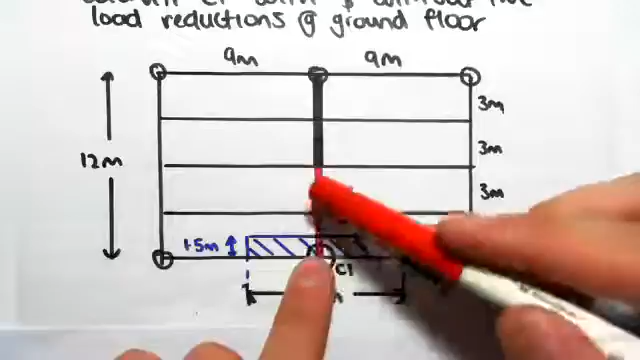 load reductions @ ground floor
9m 9m
3m
12m
3m
3m
1.5m
C1